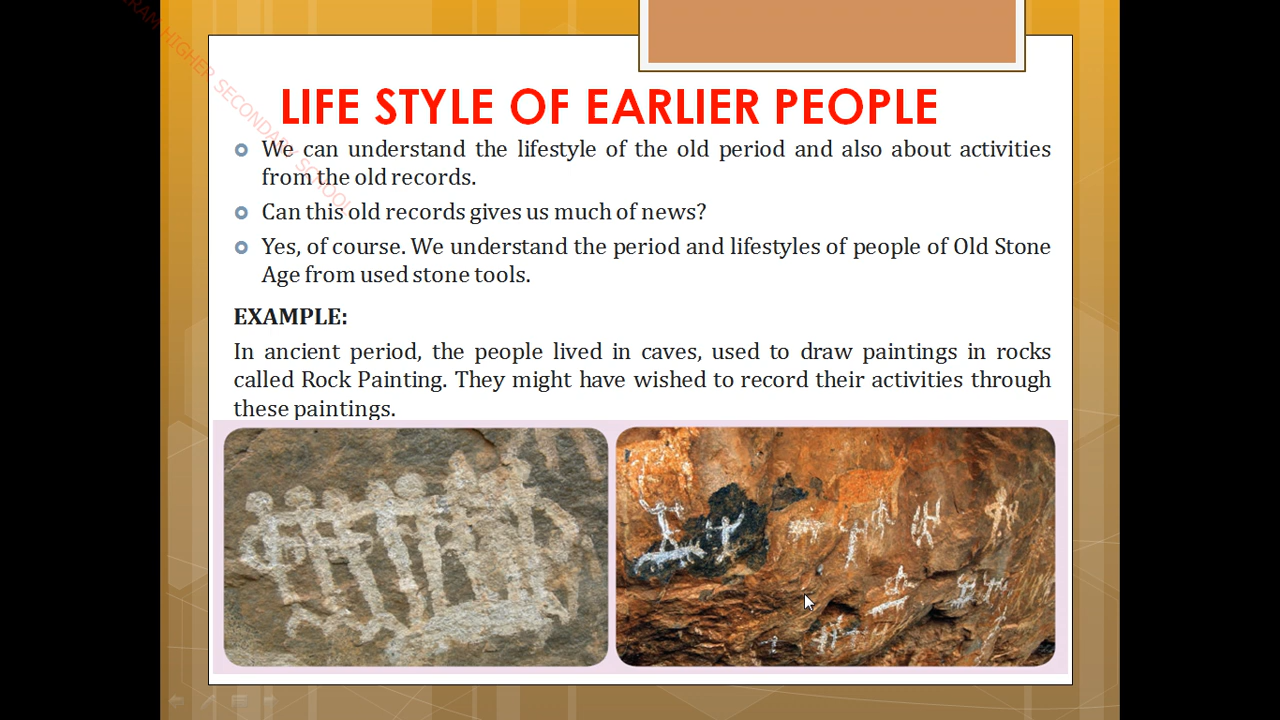 RAM HIGHER SECONDARY SCHOOL
LIFE STYLE OF EARLIER PEOPLE
We can understand the lifestyle of the old period and also about activities
from the old records.
Can this old records gives us much of news?
Yes, of course. We understand the period and lifestyles of people of Old Stone
Age from used stone tools.
EXAMPLE:
In ancient period, the people lived in caves, used to draw paintings in rocks
called Rock Painting. They might have wished to record their activities through
these paintings.